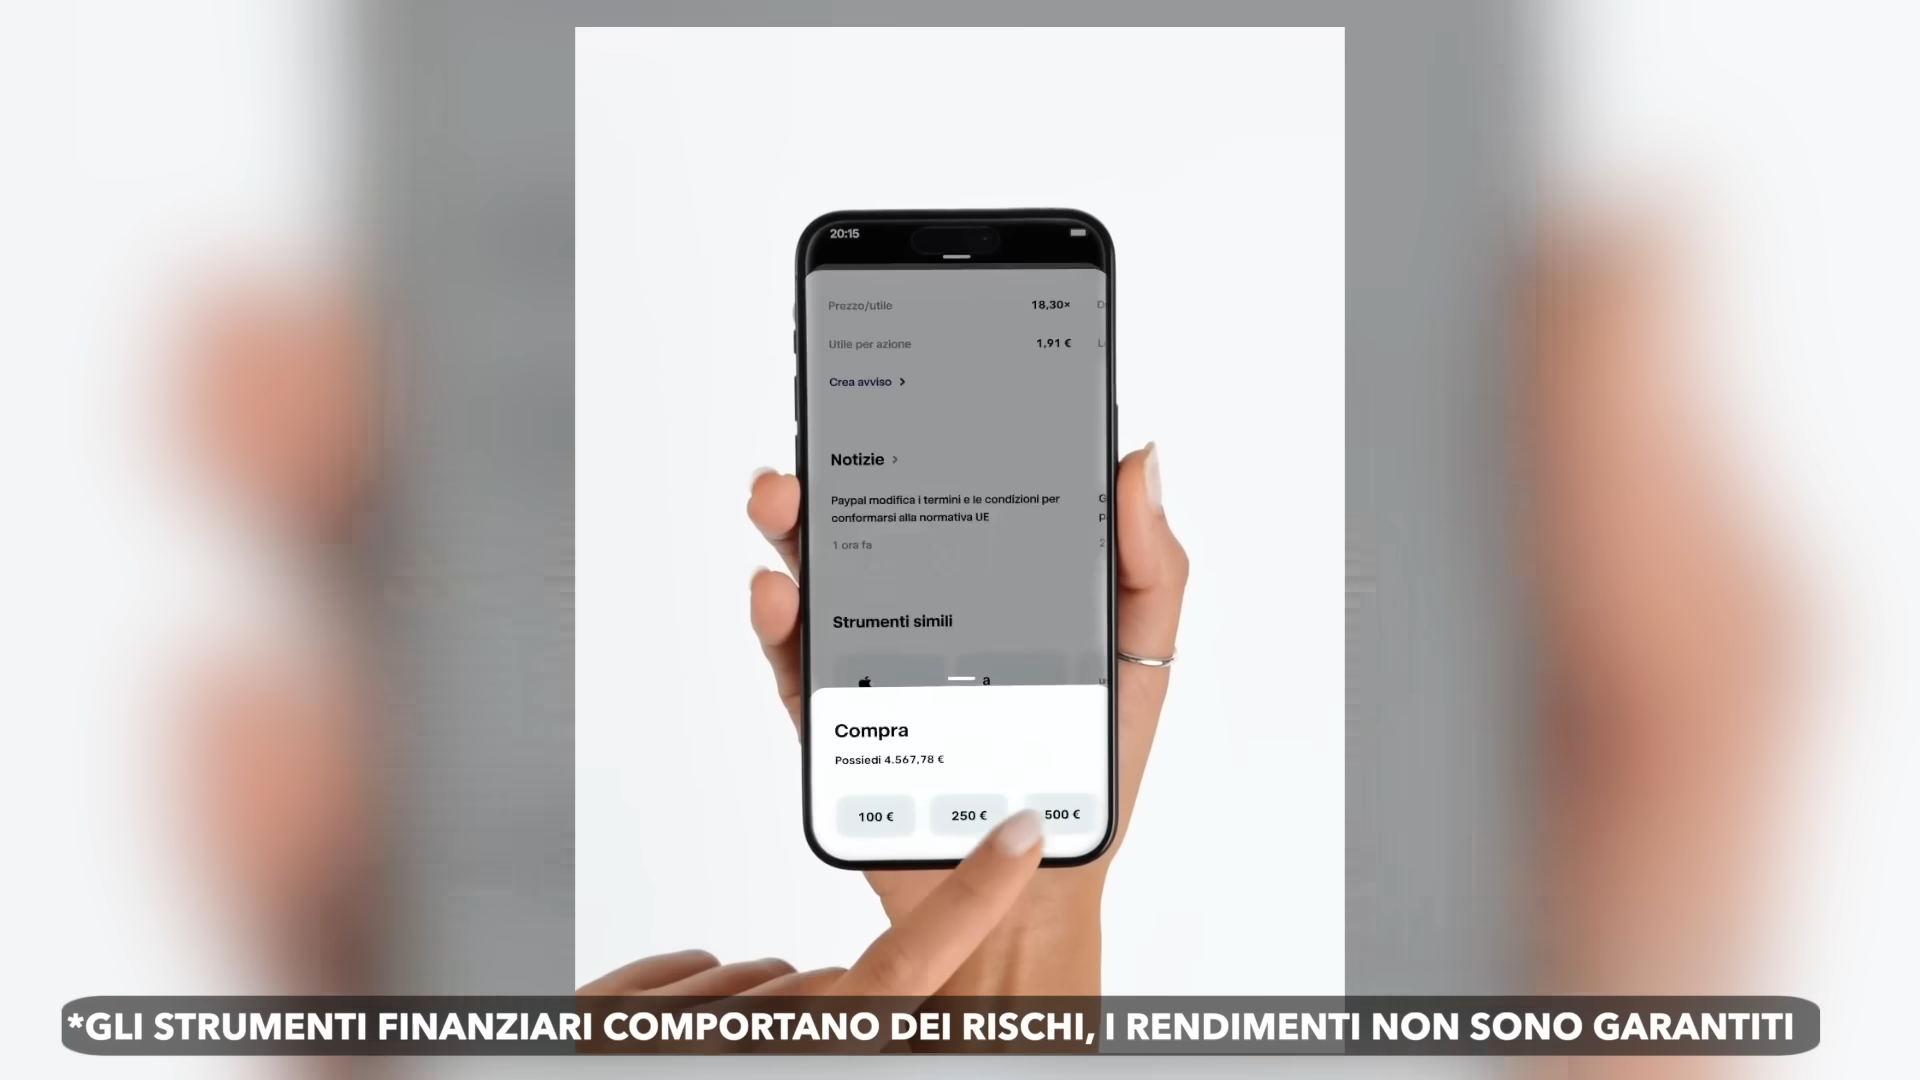 20:15
Prezzo/utile 18,30× D
Utile per azione 1,91 € L
Crea avviso >
Notizie >
Paypal modifica i termini e le condizioni per G
conformarsi alla normativa UE p
1 ora fa 2
Strumenti simili
a
Compra
Possiedi 4.567,78 €
100 € 250 € 500 €
*GLI STRUMENTI FINANZIARI COMPORTANO DEI RISCHI, I RENDIMENTI NON SONO GARANTITI